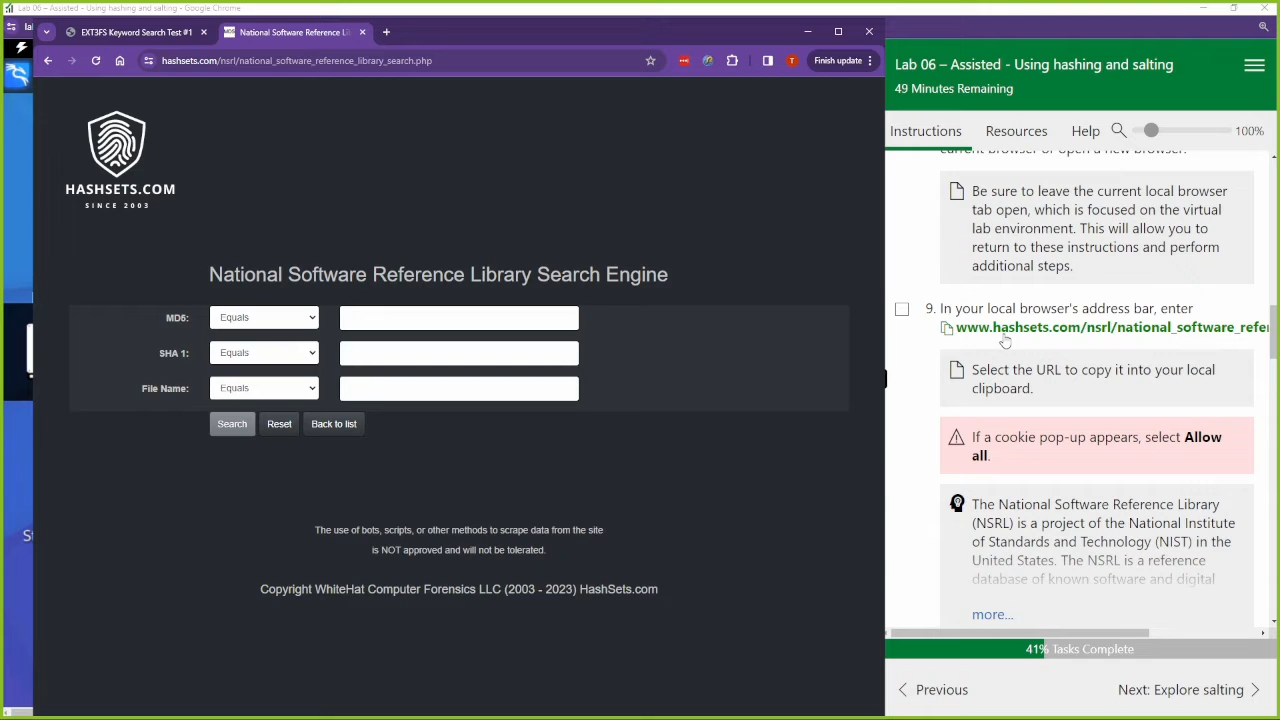 Lab 06 – Assisted - Using hashing and salting - Google Chrome
EXT3FS Keyword Search Test #1
National Software Reference Li
hashsets.com/nsrl/national_software_reference_library_search.php
T
Finish update
HASHSETS.COM
SINCE 2003
National Software Reference Library Search Engine
MD5:
Equals
SHA 1:
Equals
File Name:
Equals
Search
Reset
Back to list
The use of bots, scripts, or other methods to scrape data from the site
is NOT approved and will not be tolerated.
Copyright WhiteHat Computer Forensics LLC (2003 - 2023) HashSets.com
Lab 06 – Assisted - Using hashing and salting
49 Minutes Remaining
Instructions
Resources
Help
100%
current browser or open a new browser.
Be sure to leave the current local browser
tab open, which is focused on the virtual
lab environment. This will allow you to
return to these instructions and perform
additional steps.
9. In your local browser's address bar, enter
www.hashsets.com/nsrl/national_software_refer
Select the URL to copy it into your local
clipboard.
If a cookie pop-up appears, select Allow
all.
The National Software Reference Library
(NSRL) is a project of the National Institute
of Standards and Technology (NIST) in the
United States. The NSRL is a reference
database of known software and digital
more...
41% Tasks Complete
Previous
Next: Explore salting